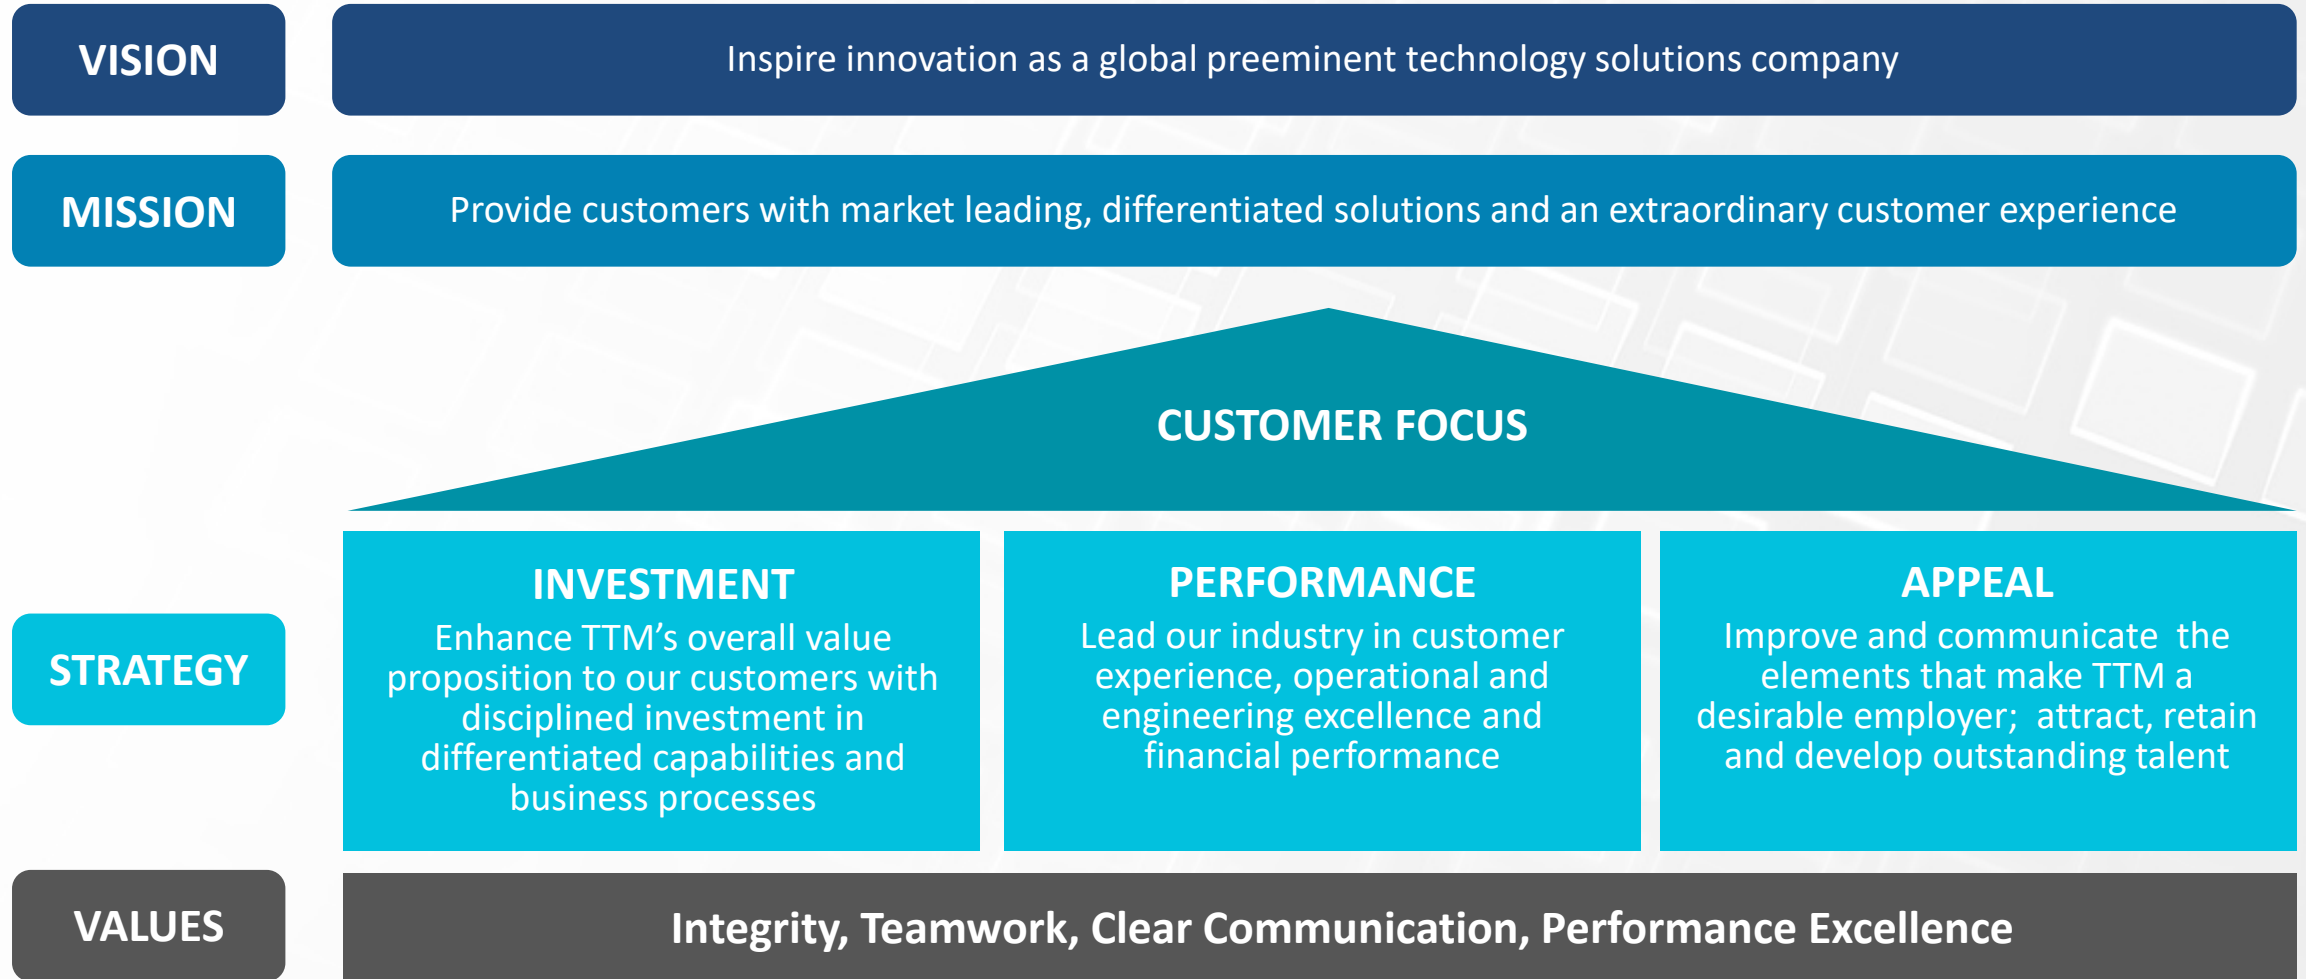 VISION
Inspire innovation as a global preeminent technology solutions company
MISSION
Provide customers with market leading, differentiated solutions and an extraordinary customer experience
CUSTOMER FOCUS
STRATEGY
INVESTMENT
Enhance TTM’s overall value
proposition to our customers with
disciplined investment in
differentiated capabilities and
business processes
PERFORMANCE
Lead our industry in customer
experience, operational and
engineering excellence and
financial performance
APPEAL
Improve and communicate  the
elements that make TTM a
desirable employer;  attract, retain
and develop outstanding talent
VALUES
Integrity, Teamwork, Clear Communication, Performance Excellence